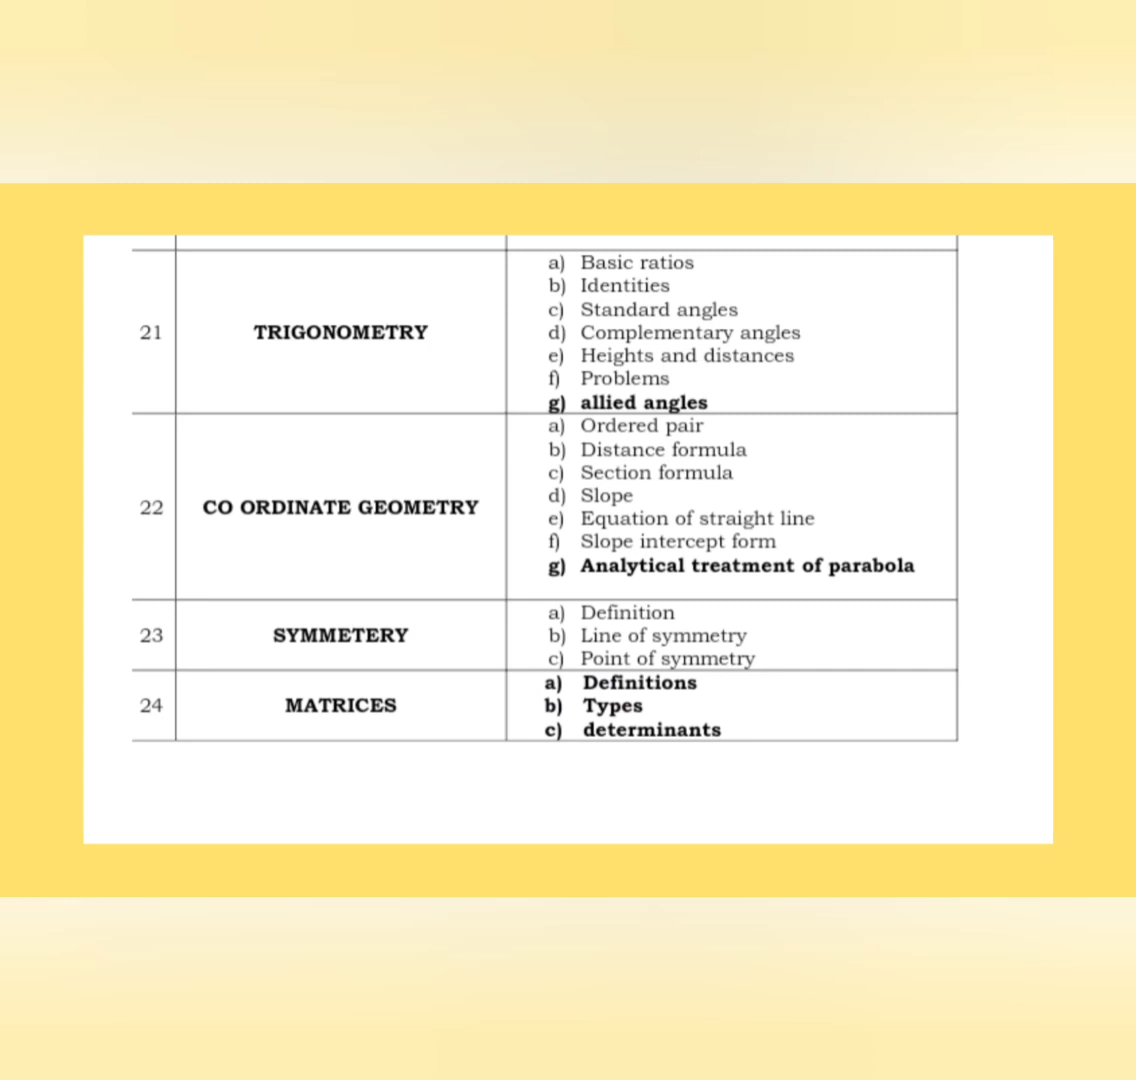 21
TRIGONOMETRY
a) Basic ratios
b) Identities
c) Standard angles
d) Complementary angles
e) Heights and distances
f) Problems
g) allied angles
22
CO ORDINATE GEOMETRY
a) Ordered pair
b) Distance formula
c) Section formula
d) Slope
e) Equation of straight line
f) Slope intercept form
g) Analytical treatment of parabola
23
SYMMETERY
a) Definition
b) Line of symmetry
c) Point of symmetry
24
MATRICES
a) Definitions
b) Types
c) determinants